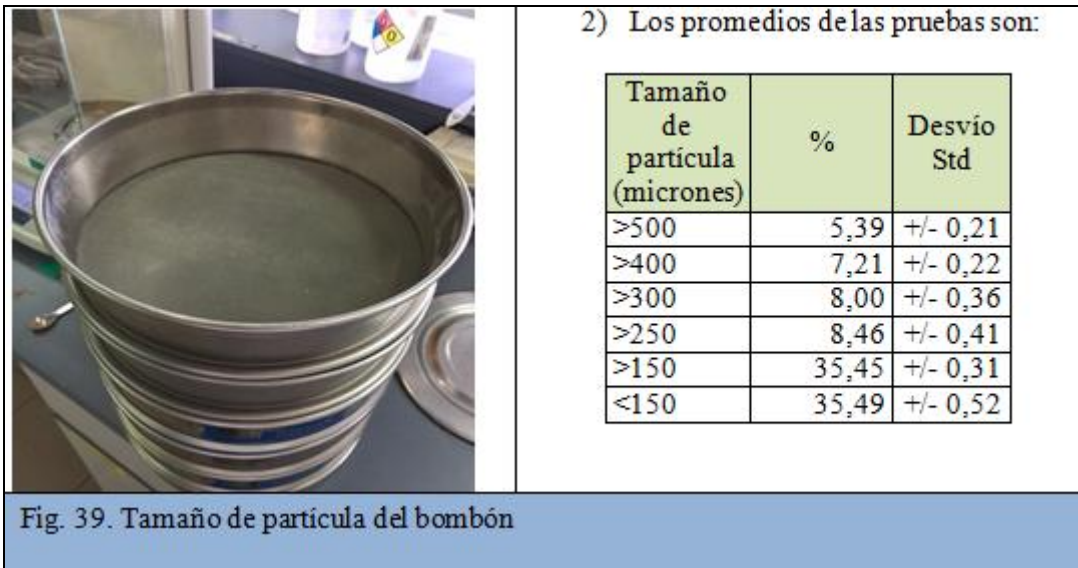 2) Los promedios de las pruebas son:
Tamaño de partícula (micrones) % Desvío Std
>500 5,39 +/- 0,21
>400 7,21 +/- 0,22
>300 8,00 +/- 0,36
>250 8,46 +/- 0,41
>150 35,45 +/- 0,31
<150 35,49 +/- 0,52
Fig. 39. Tamaño de partícula del bombón